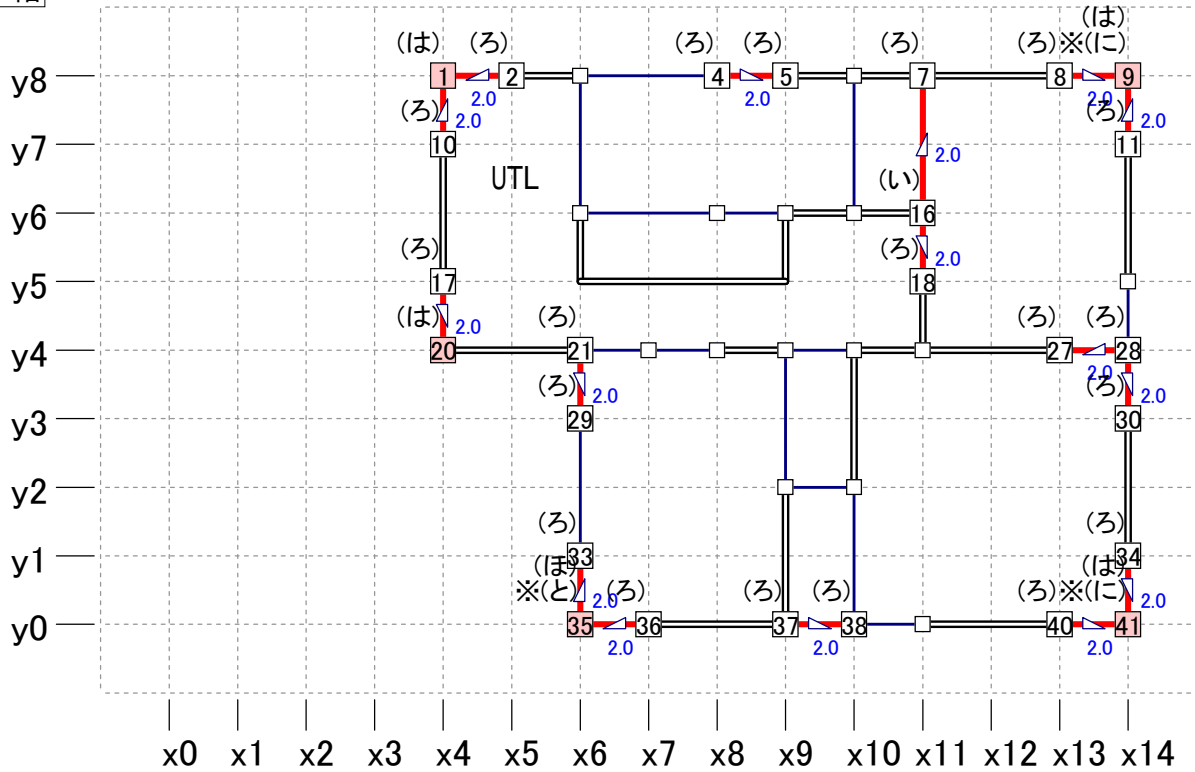 (は)
(は) (ろ) (ろ) (ろ) (ろ) (ろ) ※(に)
y8 1 2 4 5 7 8 9
2.0 2.0 2.0
(ろ) 2.0 (ろ) 2.0
y7 10 11
2.0
UTL (い)
y6 16
(ろ) (ろ) 2.0
y5 17 18
(は) 2.0 (ろ) (ろ) (ろ)
y4 20 21 27 28
2.0
(ろ) 2.0 (ろ) 2.0
y3 29 30
y2
(ろ) (ろ)
y1 33 34
(ほ) (は)
※(と) 2.0 (ろ) (ろ) (ろ) (ろ) ※(に) 2.0
y0 35 36 37 38 40 41
2.0 2.0 2.0
x0 x1 x2 x3 x4 x5 x6 x7 x8 x9 x10 x11 x12 x13 x14